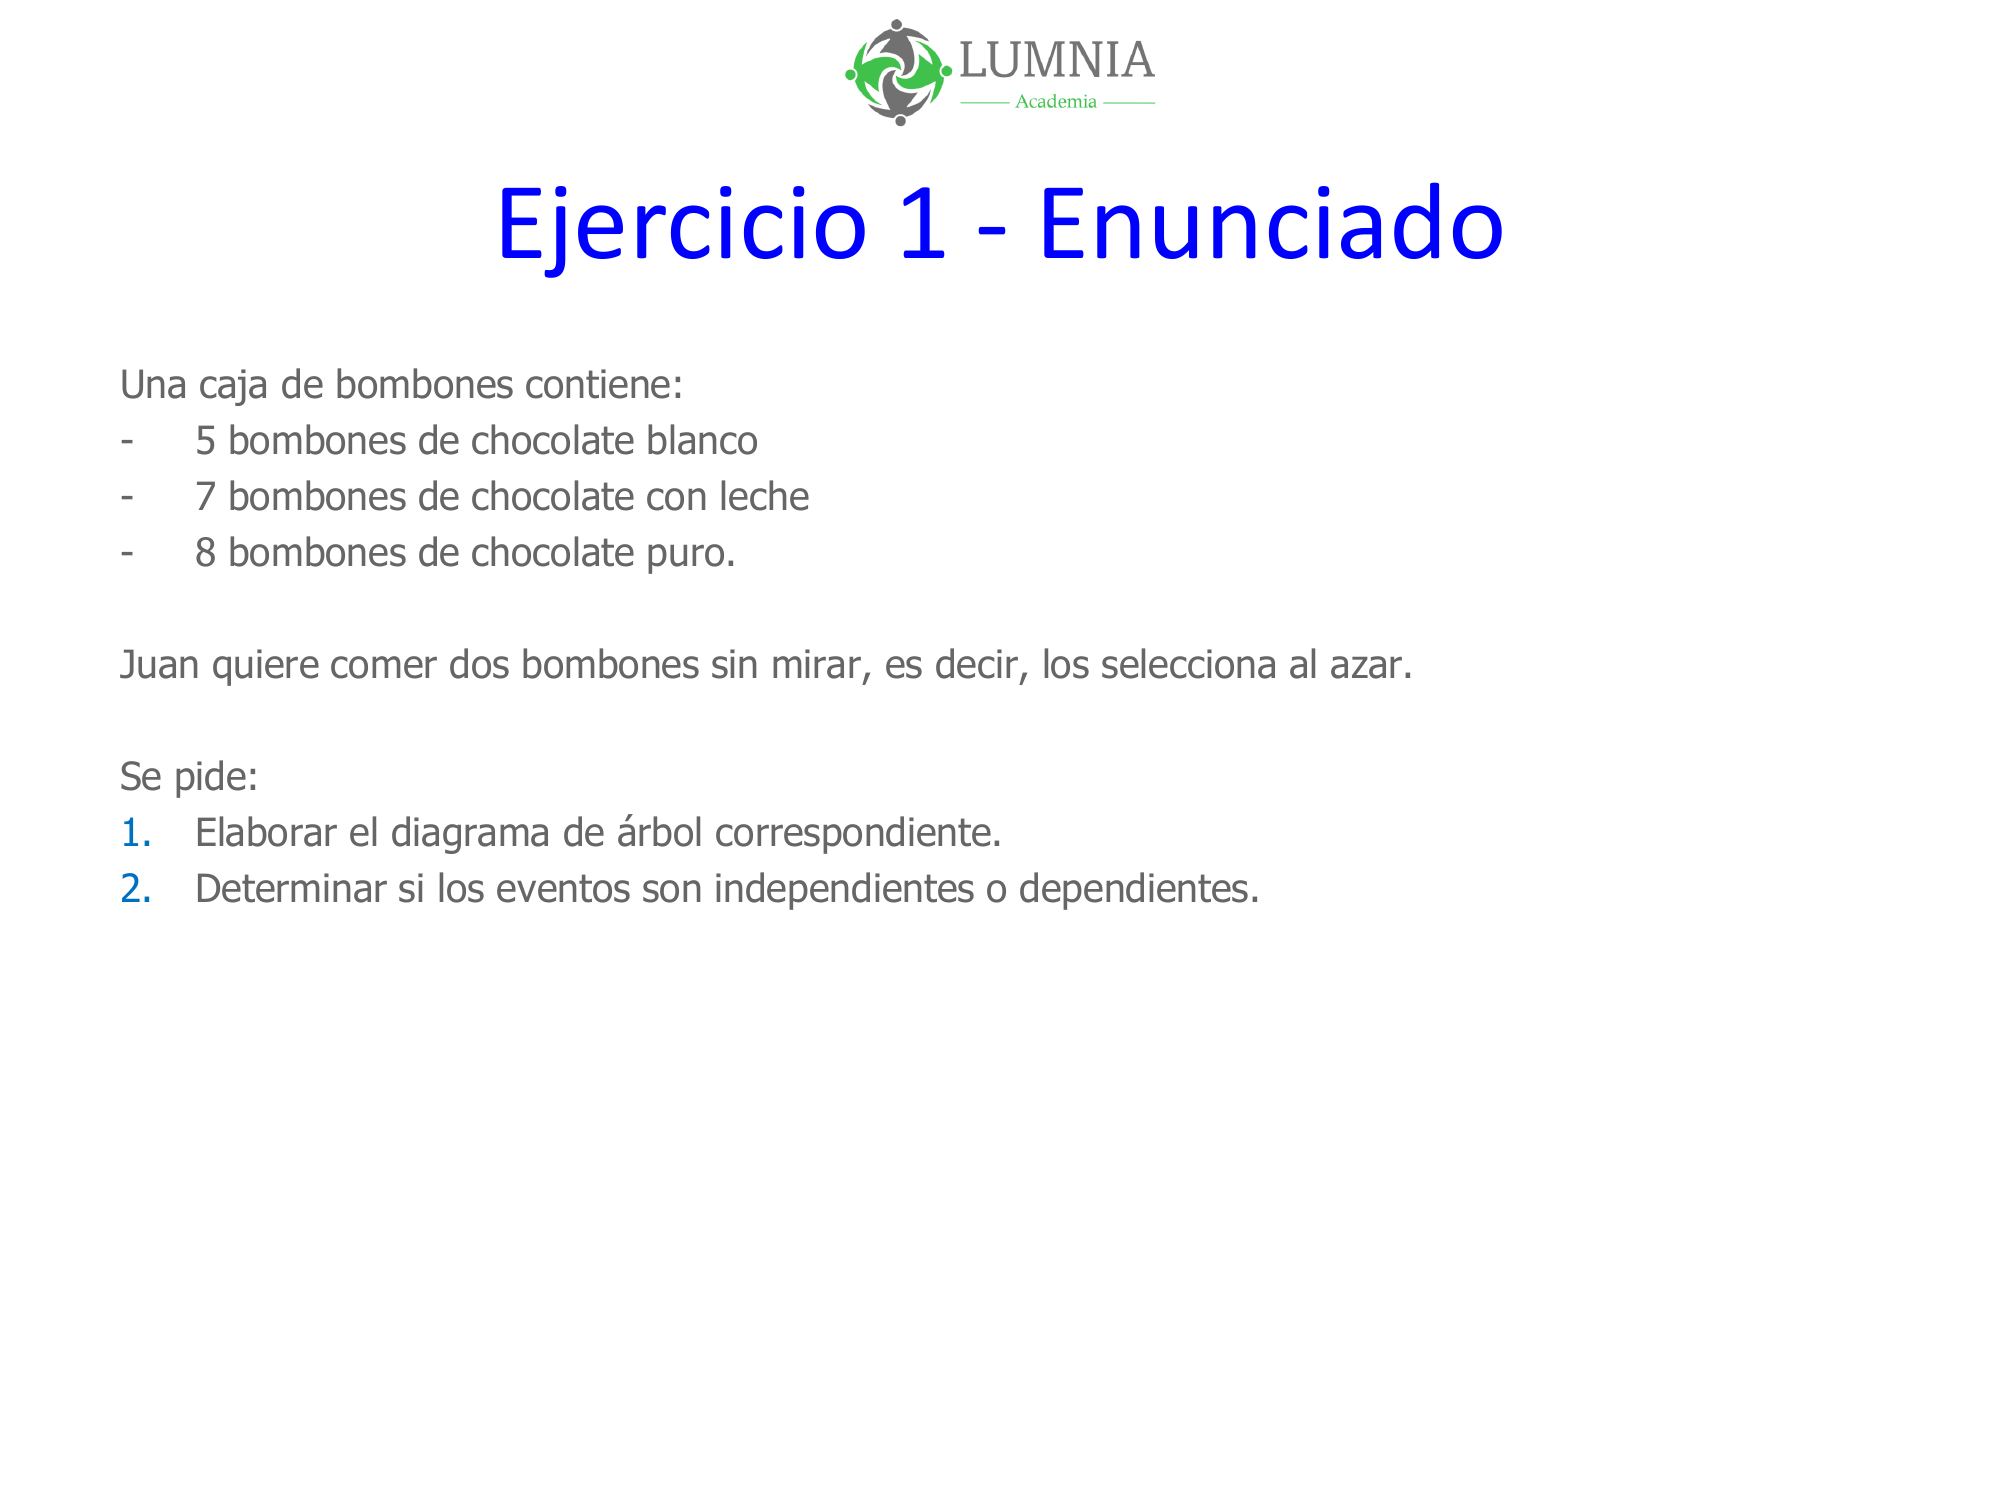 LUMNIA
Academia
Ejercicio 1 - Enunciado
Una caja de bombones contiene:
- 5 bombones de chocolate blanco
- 7 bombones de chocolate con leche
- 8 bombones de chocolate puro.
Juan quiere comer dos bombones sin mirar, es decir, los selecciona al azar.
Se pide:
1. Elaborar el diagrama de árbol correspondiente.
2. Determinar si los eventos son independientes o dependientes.